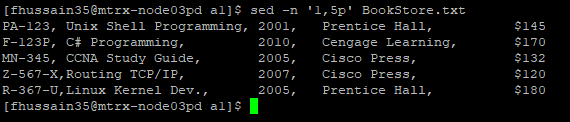 [fhussain35@mtrx-node03pd a1]$ sed -n '1,5p' BookStore.txt
PA-123, Unix Shell Programming, 2001, Prentice Hall, $145
F-123P, C# Programming, 2010, Cengage Learning, $170
MN-345, CCNA Study Guide, 2005, Cisco Press, $132
Z-567-X,Routing TCP/IP, 2007, Cisco Press, $120
R-367-U,Linux Kernel Dev., 2005, Prentice Hall, $180
[fhussain35@mtrx-node03pd a1]$